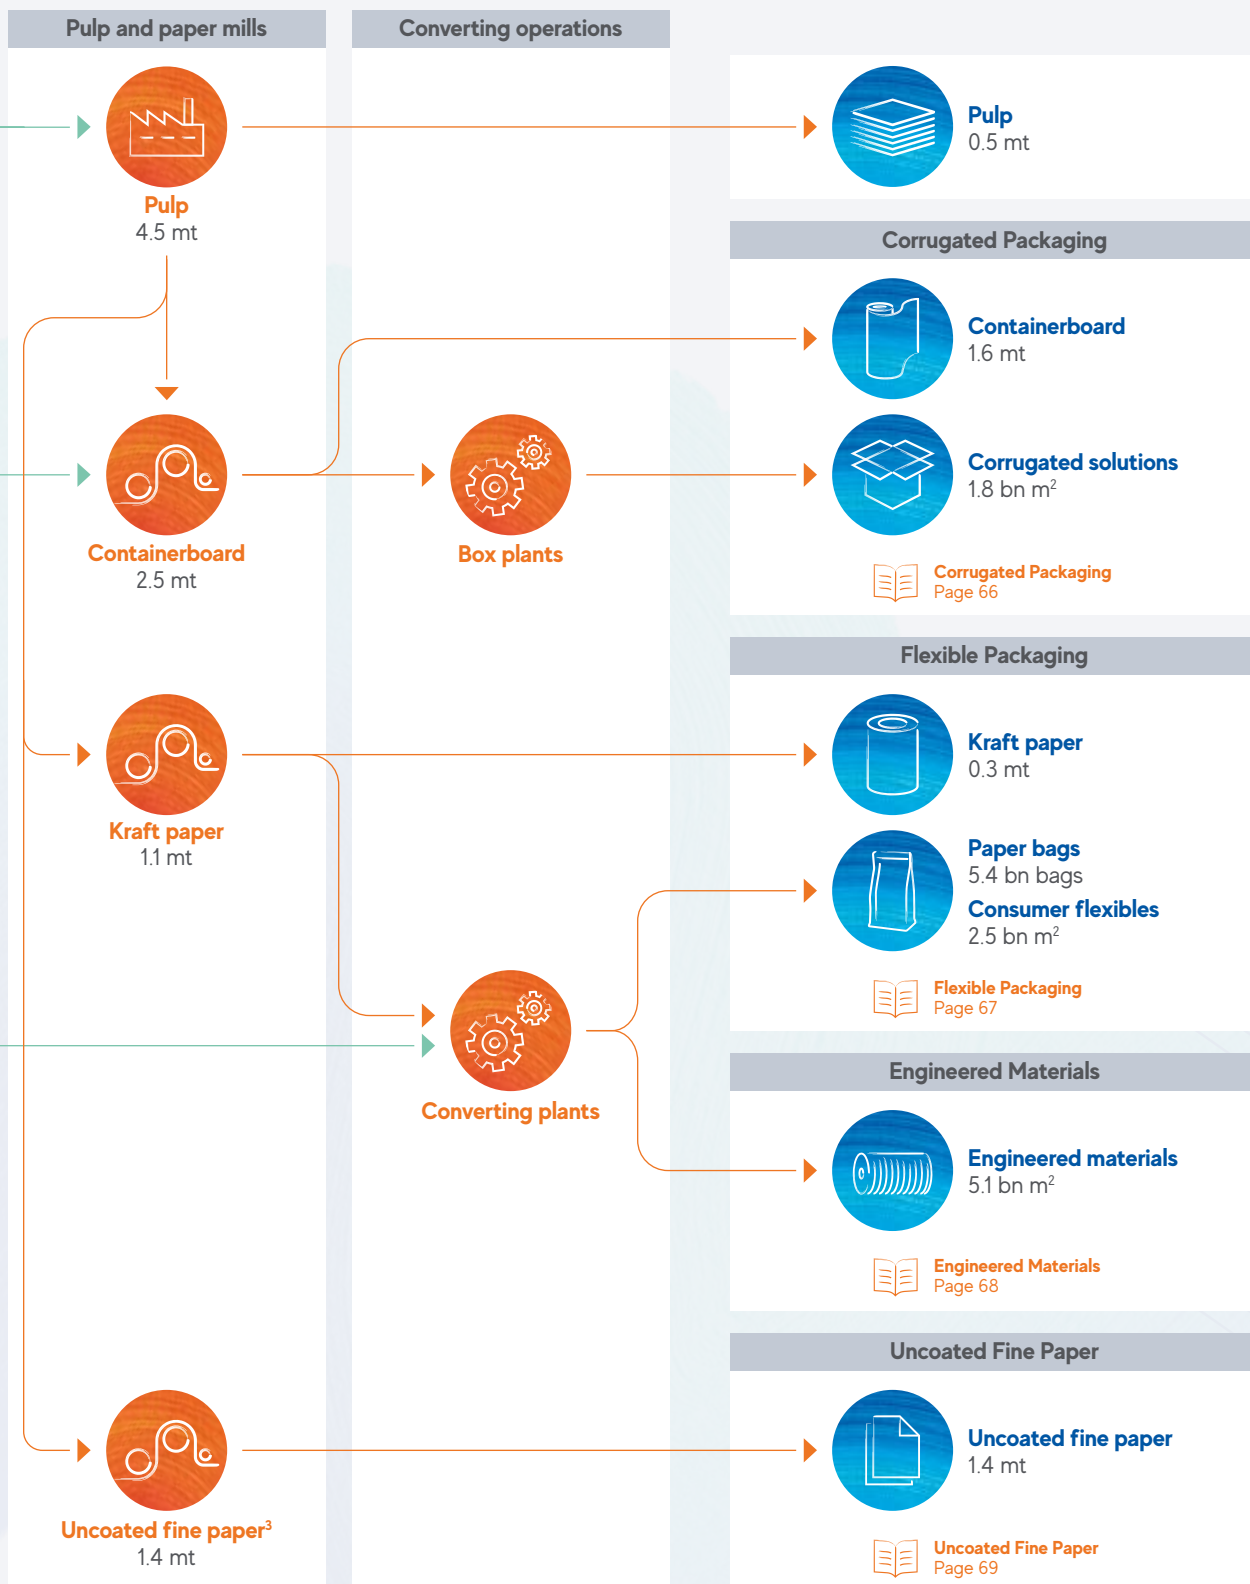 Pulp and paper mills
Converting operations
Pulp
4.5 mt
Containerboard
2.5 mt
Kraft paper
1.1 mt
Uncoated fine paper³
1.4 mt
Box plants
Converting plants
Pulp
0.5 mt
Corrugated Packaging
Containerboard
1.6 mt
Corrugated solutions
1.8 bn m²
Corrugated Packaging
Page 66
Flexible Packaging
Kraft paper
0.3 mt
Paper bags
5.4 bn bags
Consumer flexibles
2.5 bn m²
Flexible Packaging
Page 67
Engineered Materials
Engineered materials
5.1 bn m²
Engineered Materials
Page 68
Uncoated Fine Paper
Uncoated fine paper
1.4 mt
Uncoated Fine Paper
Page 69